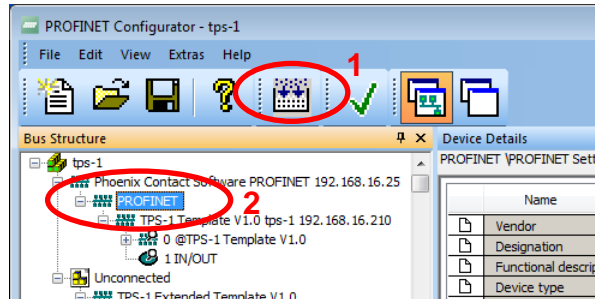 PROFINET Configurator - tps-1
File Edit View Extras Help
1
Bus Structure
Device Details
tps-1
PROFINET \PROFINET Sett
Phoenix Contact Software PROFINET 192.168.16.25
PROFINET
2
Name
TPS-1 Template V1.0 tps-1 192.168.16.210
Vendor
0 @TPS-1 Template V1.0
Designation
1 IN/OUT
Functional descrip
Unconnected
Device type
TPS-1 Extended Template V1.0